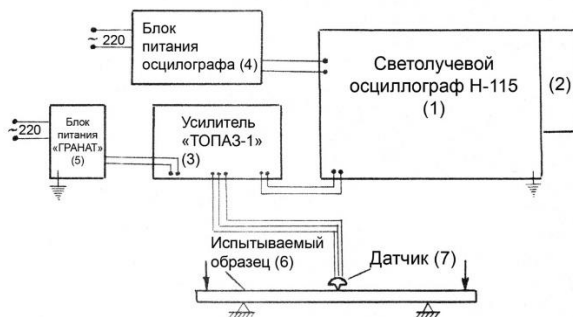 Блок
питания
осцилографа (4)
~ 220
Светолучевой
осциллограф Н-115
(1)
(2)
Блок
питания
«ГРАНАТ»
(5)
~220
Усилитель
«ТОПАЗ-1»
(3)
Испытываемый
образец (6)
Датчик (7)